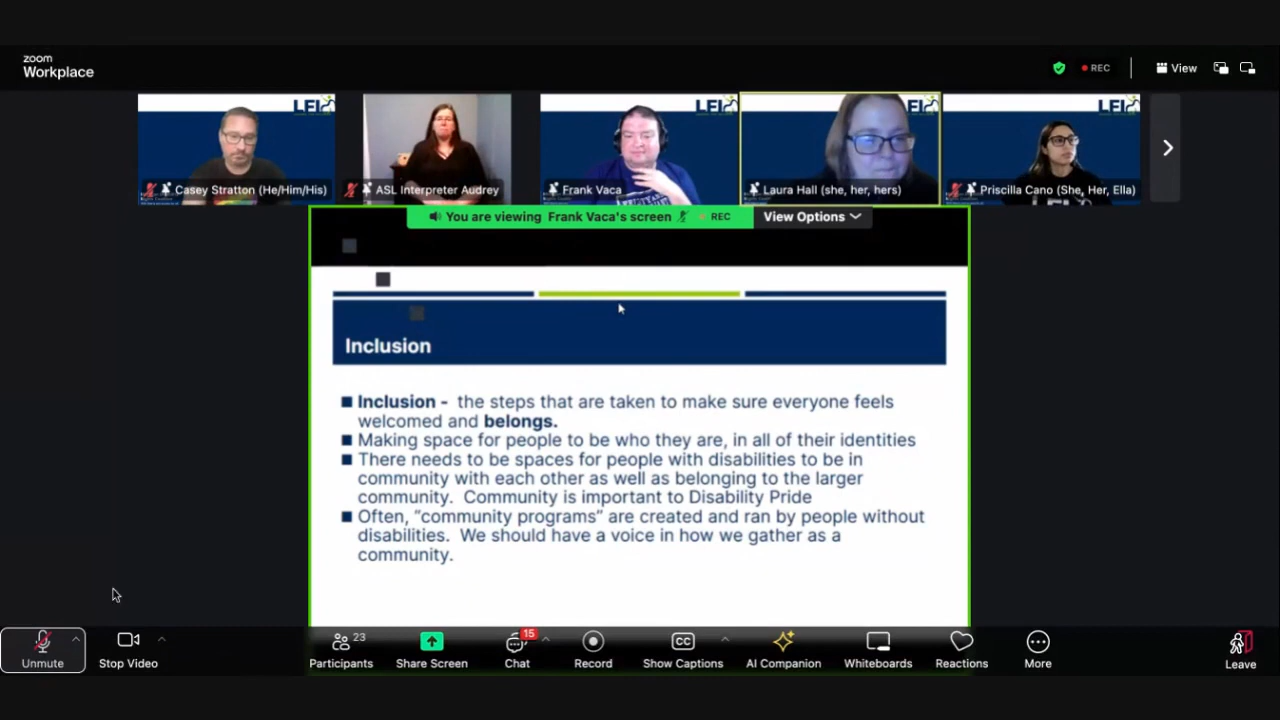 zoom
Workplace
REC
View
LEI
LEI
LEI
LEI
Casey Stratton (He/Him/His)
ASL Interpreter Audrey
Frank Vaca
Laura Hall (she, her, hers)
Priscilla Cano (She, Her, Ella)
You are viewing Frank Vaca's screen
REC
View Options
Inclusion
■ Inclusion - the steps that are taken to make sure everyone feels
welcomed and belongs.
■ Making space for people to be who they are, in all of their identities
■ There needs to be spaces for people with disabilities to be in
community with each other as well as belonging to the larger
community. Community is important to Disability Pride
■ Often, “community programs” are created and ran by people without
disabilities. We should have a voice in how we gather as a
community.
23
15
CC
Unmute
Stop Video
Participants
Share Screen
Chat
Record
Show Captions
AI Companion
Whiteboards
Reactions
More
Leave